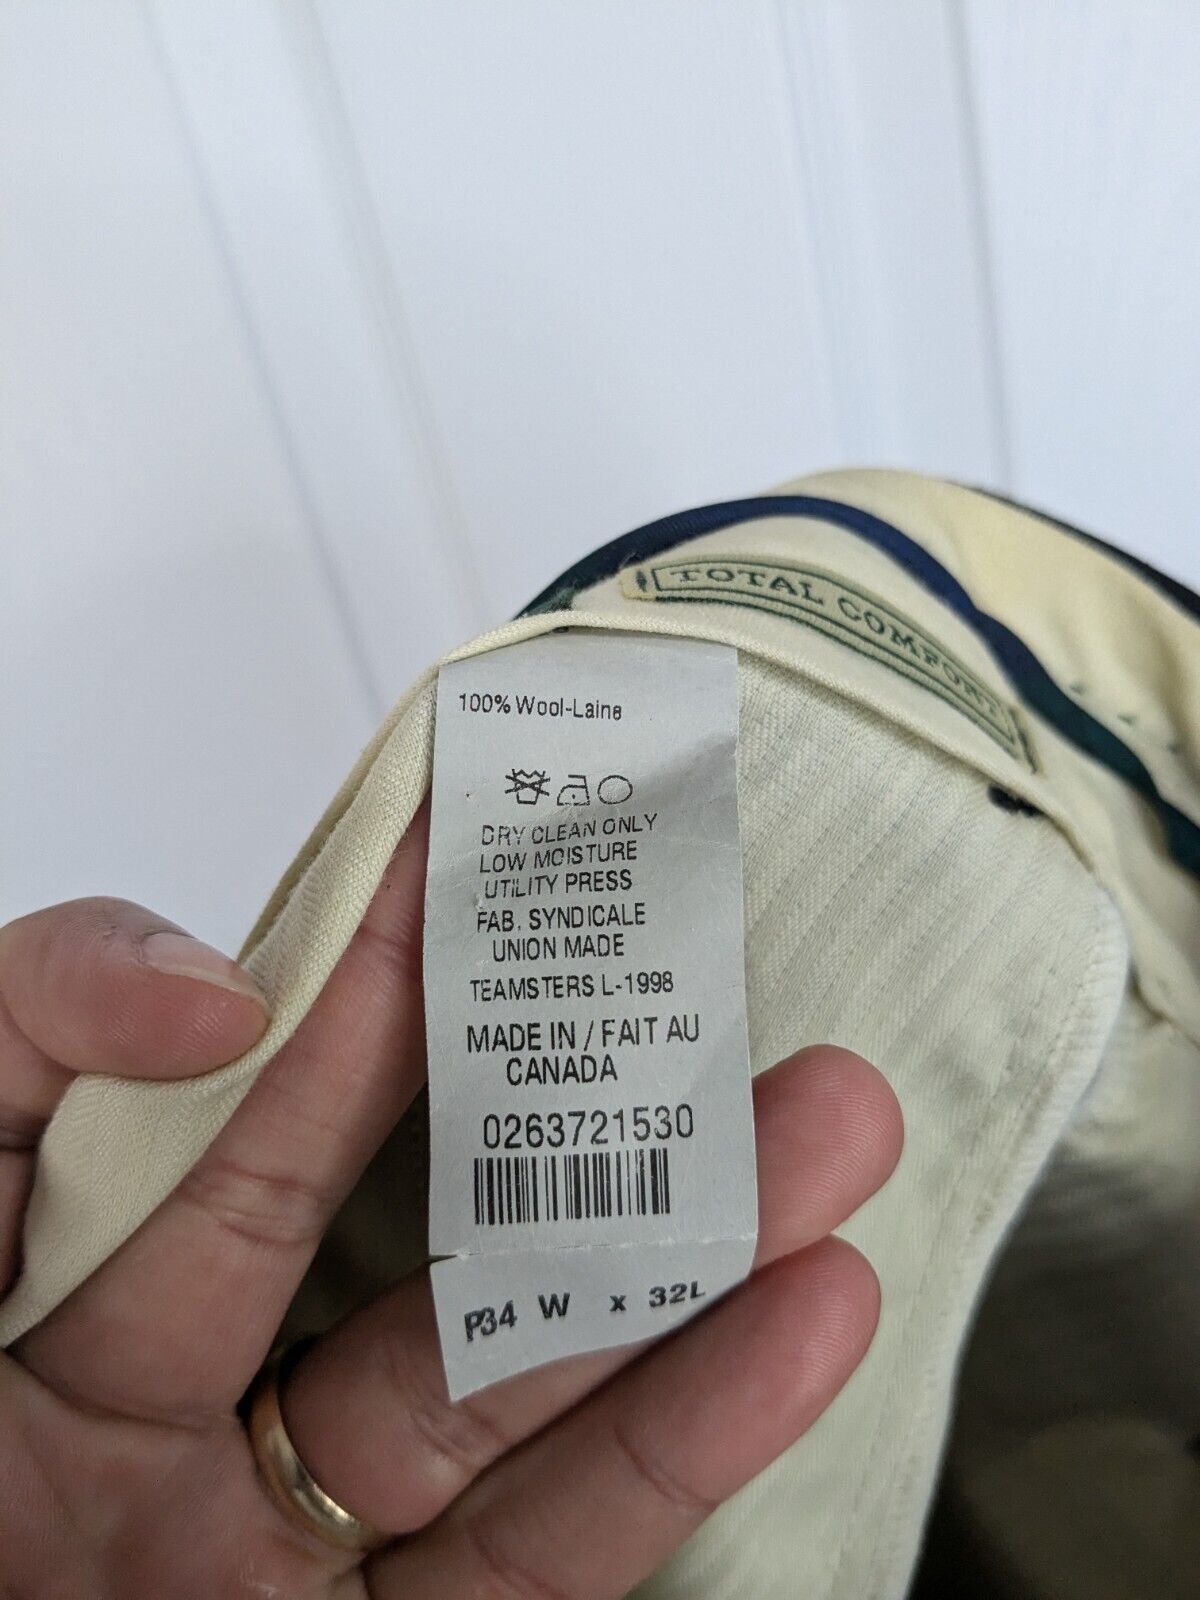 TOTAL COMFORT
100% Wool-Laine
DRY CLEAN ONLY
LOW MOISTURE
UTILITY PRESS
FAB. SYNDICALE
UNION MADE
TEAMSTERS L-1998
MADE IN / FAIT AU
CANADA
0263721530
P34 W x 32L